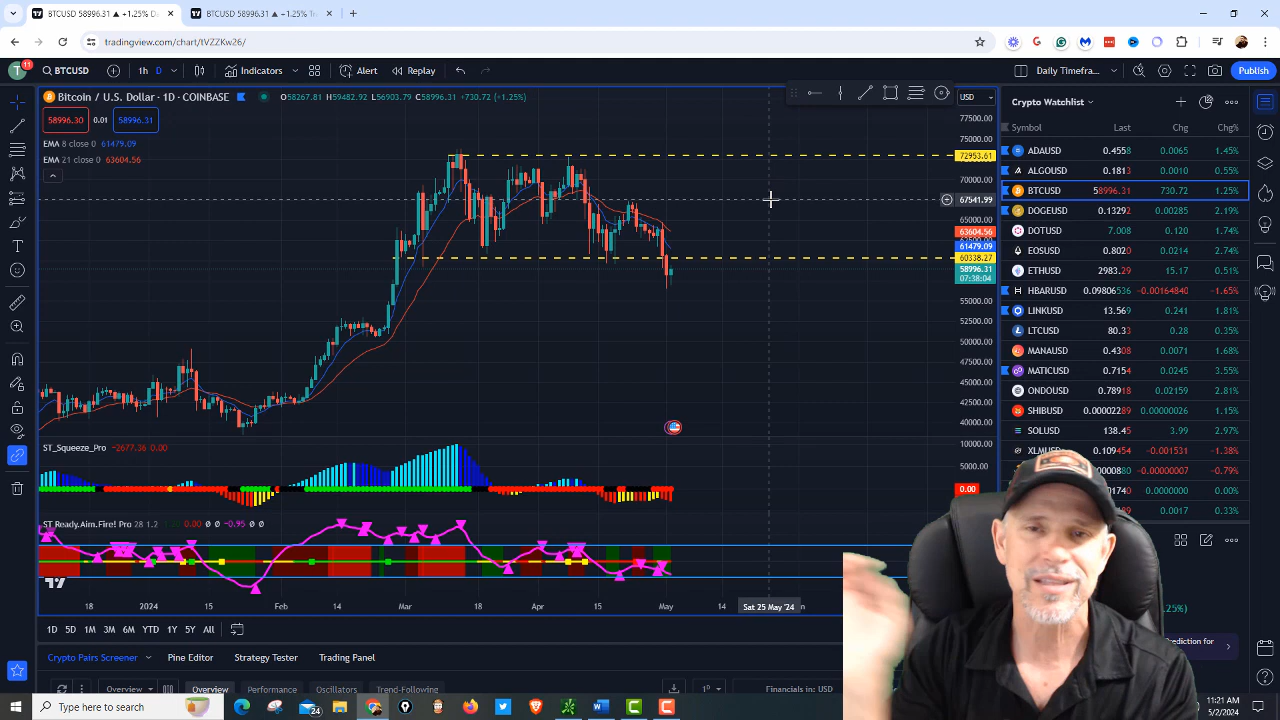 BTCUSD 58996.31 ▲ +1.25% D
BTCUSD 58996.31 ▲ +1.25%
tradingview.com/chart/tVZZKw26/
11
T
BTCUSD
1h
D
Indicators
Alert
Replay
Daily Timefra...
Publish
Bitcoin / U.S. Dollar · 1D · COINBASE
O58267.81 H59482.92 L56903.79 C58996.31 +730.72 (+1.25%)
USD
58996.30
0.01
58996.31
EMA 8 close 0 61479.09
EMA 21 close 0 63604.56
77500.00
75000.00
72953.61
70000.00
67541.99
65000.00
63604.56
61479.09
60338.27
58996.31
07:38:04
55000.00
52500.00
50000.00
47500.00
45000.00
42500.00
40000.00
10000.00
5000.00
0.00
ST_Squeeze_Pro −2677.36 0.00
ST Ready.Aim.Fire! Pro 28 1.2 0.00 0 0 −0.95 0 0
18
2024
15
Feb
14
Mar
18
Apr
15
May
14
Sat 25 May '24
1D
5D
1M
3M
6M
YTD
1Y
5Y
All
Crypto Pairs Screener
Pine Editor
Strategy Tester
Trading Panel
Overview
Overview
Performance
Oscillators
Trend-Following
Financials in: USD
Crypto Watchlist
Symbol Last Chg Chg%
ADAUSD 0.4558 0.0065 1.45%
ALGOUSD 0.1813 0.0010 0.55%
BTCUSD 58996.31 730.72 1.25%
DOGEUSD 0.13292 0.00285 2.19%
DOTUSD 7.008 0.120 1.74%
EOSUSD 0.8020 0.0214 2.74%
ETHUSD 2983.29 15.17 0.51%
HBARUSD 0.09806536 −0.00164840 −1.65%
LINKUSD 13.569 0.241 1.81%
LTCUSD 80.33 0.28 0.35%
MANAUSD 0.4308 0.0071 1.68%
MATICUSD 0.7154 0.0245 3.55%
ONDOUSD 0.78918 0.02159 2.81%
SHIBUSD 0.00002289 0.00000026 1.15%
SOLUSD 138.45 3.99 2.97%
XLMUSD 0.109454 −0.001531 −1.38%
−0.00000007 −0.79%
0.0000 0.00%
0.0017 0.33%
Type here to search
24
11:21 AM
5/2/2024